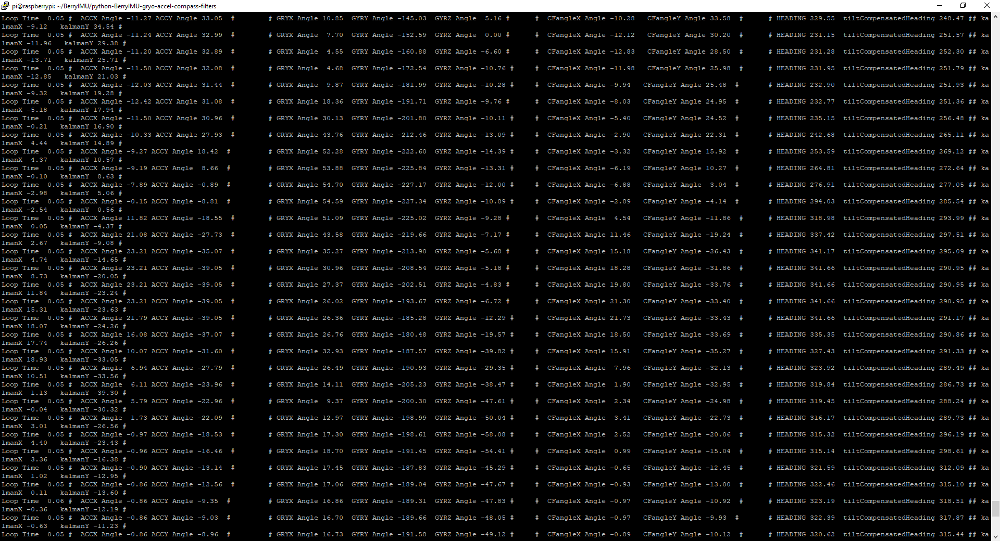 pi@raspberrypi: ~/BerryIMU/python-BerryIMU-gryo-accel-compass-filters
Loop Time  0.05 #  ACCX Angle -11.27 ACCY Angle 33.05  #  # GRYX Angle 10.85  GYRY Angle -145.03  GYRZ Angle  5.16 #  #  CFangleX Angle -10.28  CFangleY Angle 33.58  #  # HEADING 229.55  tiltCompensatedHeading 248.47 ## ka
lmanX -9.12  kalmanY 34.54 #
Loop Time  0.05 #  ACCX Angle -11.24 ACCY Angle 32.99  #  # GRYX Angle  7.70  GYRY Angle -152.59  GYRZ Angle  0.00 #  #  CFangleX Angle -12.12  CFangleY Angle 30.20  #  # HEADING 231.15  tiltCompensatedHeading 251.57 ## ka
lmanX -11.96  kalmanY 29.38 #
Loop Time  0.05 #  ACCX Angle -11.20 ACCY Angle 32.89  #  # GRYX Angle  4.55  GYRY Angle -160.88  GYRZ Angle -6.60 #  #  CFangleX Angle -12.83  CFangleY Angle 28.50  #  # HEADING 231.28  tiltCompensatedHeading 252.30 ## ka
lmanX -13.71  kalmanY 25.71 #
Loop Time  0.05 #  ACCX Angle -11.50 ACCY Angle 32.08  #  # GRYX Angle  4.68  GYRY Angle -172.54  GYRZ Angle -10.76 #  #  CFangleX Angle -11.98  CFangleY Angle 25.98  #  # HEADING 231.95  tiltCompensatedHeading 251.79 ## ka
lmanX -12.85  kalmanY 21.03 #
Loop Time  0.05 #  ACCX Angle -12.03 ACCY Angle 31.44  #  # GRYX Angle  9.87  GYRY Angle -181.99  GYRZ Angle -10.28 #  #  CFangleX Angle -9.94  CFangleY Angle 25.48  #  # HEADING 232.90  tiltCompensatedHeading 251.93 ## ka
lmanX -9.32  kalmanY 19.28 #
Loop Time  0.05 #  ACCX Angle -12.42 ACCY Angle 31.08  #  # GRYX Angle 18.36  GYRY Angle -191.71  GYRZ Angle -9.76 #  #  CFangleX Angle -8.03  CFangleY Angle 24.95  #  # HEADING 232.77  tiltCompensatedHeading 251.36 ## ka
lmanX -5.18  kalmanY 17.94 #
Loop Time  0.05 #  ACCX Angle -11.50 ACCY Angle 30.96  #  # GRYX Angle 30.13  GYRY Angle -201.80  GYRZ Angle -10.11 #  #  CFangleX Angle -5.40  CFangleY Angle 24.52  #  # HEADING 235.15  tiltCompensatedHeading 256.48 ## ka
lmanX -0.21  kalmanY 16.90 #
Loop Time  0.05 #  ACCX Angle -10.33 ACCY Angle 27.93  #  # GRYX Angle 43.76  GYRY Angle -212.46  GYRZ Angle -13.09 #  #  CFangleX Angle -2.90  CFangleY Angle 22.31  #  # HEADING 242.68  tiltCompensatedHeading 265.11 ## ka
lmanX  4.44  kalmanY 14.89 #
Loop Time  0.05 #  ACCX Angle -9.27 ACCY Angle 18.42  #  # GRYX Angle 52.28  GYRY Angle -222.60  GYRZ Angle -14.39 #  #  CFangleX Angle -3.32  CFangleY Angle 15.92  #  # HEADING 253.59  tiltCompensatedHeading 269.12 ## ka
lmanX  4.37  kalmanY 10.57 #
Loop Time  0.05 #  ACCX Angle -9.19 ACCY Angle  8.66  #  # GRYX Angle 53.88  GYRY Angle -225.84  GYRZ Angle -13.31 #  #  CFangleX Angle -6.19  CFangleY Angle 10.27  #  # HEADING 264.81  tiltCompensatedHeading 272.64 ## ka
lmanX -0.10  kalmanY  8.63 #
Loop Time  0.05 #  ACCX Angle -7.89 ACCY Angle -0.89  #  # GRYX Angle 54.70  GYRY Angle -227.17  GYRZ Angle -12.00 #  #  CFangleX Angle -6.88  CFangleY Angle  3.04  #  # HEADING 276.91  tiltCompensatedHeading 277.05 ## ka
lmanX -2.98  kalmanY  5.06 #
Loop Time  0.05 #  ACCX Angle -0.15 ACCY Angle -8.81  #  # GRYX Angle 54.59  GYRY Angle -227.34  GYRZ Angle -10.89 #  #  CFangleX Angle -2.89  CFangleY Angle -4.14  #  # HEADING 294.03  tiltCompensatedHeading 285.54 ## ka
lmanX -2.54  kalmanY  0.56 #
Loop Time  0.05 #  ACCX Angle 11.82 ACCY Angle -18.55  #  # GRYX Angle 51.09  GYRY Angle -225.02  GYRZ Angle -9.28 #  #  CFangleX Angle  4.54  CFangleY Angle -11.86  #  # HEADING 318.98  tiltCompensatedHeading 293.99 ## ka
lmanX  0.05  kalmanY -4.37 #
Loop Time  0.05 #  ACCX Angle 21.08 ACCY Angle -27.73  #  # GRYX Angle 43.58  GYRY Angle -219.66  GYRZ Angle -7.17 #  #  CFangleX Angle 11.46  CFangleY Angle -19.24  #  # HEADING 337.42  tiltCompensatedHeading 297.51 ## ka
lmanX  2.67  kalmanY -9.08 #
Loop Time  0.05 #  ACCX Angle 23.21 ACCY Angle -35.07  #  # GRYX Angle 35.27  GYRY Angle -213.90  GYRZ Angle -5.68 #  #  CFangleX Angle 15.18  CFangleY Angle -26.43  #  # HEADING 341.17  tiltCompensatedHeading 295.09 ## ka
lmanX  4.74  kalmanY -14.65 #
Loop Time  0.05 #  ACCX Angle 23.21 ACCY Angle -39.05  #  # GRYX Angle 30.96  GYRY Angle -208.54  GYRZ Angle -5.18 #  #  CFangleX Angle 18.28  CFangleY Angle -31.86  #  # HEADING 341.66  tiltCompensatedHeading 290.95 ## ka
lmanX  8.73  kalmanY -20.05 #
Loop Time  0.05 #  ACCX Angle 23.21 ACCY Angle -39.05  #  # GRYX Angle 27.37  GYRY Angle -202.51  GYRZ Angle -4.83 #  #  CFangleX Angle 19.80  CFangleY Angle -33.76  #  # HEADING 341.66  tiltCompensatedHeading 290.95 ## ka
lmanX 11.84  kalmanY -23.24 #
Loop Time  0.05 #  ACCX Angle 23.21 ACCY Angle -39.05  #  # GRYX Angle 26.02  GYRY Angle -193.67  GYRZ Angle -6.72 #  #  CFangleX Angle 21.30  CFangleY Angle -33.40  #  # HEADING 341.66  tiltCompensatedHeading 290.95 ## ka
lmanX 15.31  kalmanY -23.63 #
Loop Time  0.05 #  ACCX Angle 21.79 ACCY Angle -39.05  #  # GRYX Angle 26.36  GYRY Angle -185.28  GYRZ Angle -12.29 #  #  CFangleX Angle 21.73  CFangleY Angle -33.43  #  # HEADING 341.66  tiltCompensatedHeading 291.17 ## ka
lmanX 18.07  kalmanY -24.26 #
Loop Time  0.05 #  ACCX Angle 16.08 ACCY Angle -37.07  #  # GRYX Angle 26.76  GYRY Angle -180.48  GYRZ Angle -19.57 #  #  CFangleX Angle 18.50  CFangleY Angle -33.69  #  # HEADING 335.35  tiltCompensatedHeading 290.86 ## ka
lmanX 17.74  kalmanY -26.26 #
Loop Time  0.05 #  ACCX Angle 10.07 ACCY Angle -31.60  #  # GRYX Angle 32.93  GYRY Angle -187.57  GYRZ Angle -39.82 #  #  CFangleX Angle 15.91  CFangleY Angle -35.27  #  # HEADING 327.43  tiltCompensatedHeading 291.33 ## ka
lmanX 18.93  kalmanY -33.05 #
Loop Time  0.05 #  ACCX Angle  6.94 ACCY Angle -27.79  #  # GRYX Angle 26.49  GYRY Angle -190.93  GYRZ Angle -29.35 #  #  CFangleX Angle  7.96  CFangleY Angle -32.13  #  # HEADING 323.92  tiltCompensatedHeading 289.49 ## ka
lmanX 10.51  kalmanY -33.56 #
Loop Time  0.05 #  ACCX Angle  6.11 ACCY Angle -23.96  #  # GRYX Angle 14.11  GYRY Angle -205.23  GYRZ Angle -38.47 #  #  CFangleX Angle  1.90  CFangleY Angle -32.95  #  # HEADING 319.84  tiltCompensatedHeading 286.73 ## ka
lmanX  1.13  kalmanY -39.30 #
Loop Time  0.05 #  ACCX Angle  5.79 ACCY Angle -22.96  #  # GRYX Angle  9.37  GYRY Angle -200.30  GYRZ Angle -47.61 #  #  CFangleX Angle  2.34  CFangleY Angle -24.98  #  # HEADING 319.45  tiltCompensatedHeading 288.24 ## ka
lmanX -0.04  kalmanY -30.32 #
Loop Time  0.05 #  ACCX Angle  1.73 ACCY Angle -22.09  #  # GRYX Angle 12.97  GYRY Angle -198.99  GYRZ Angle -50.04 #  #  CFangleX Angle  3.41  CFangleY Angle -22.73  #  # HEADING 316.17  tiltCompensatedHeading 289.73 ## ka
lmanX  3.01  kalmanY -26.56 #
Loop Time  0.05 #  ACCX Angle -0.97 ACCY Angle -18.53  #  # GRYX Angle 17.30  GYRY Angle -198.61  GYRZ Angle -58.08 #  #  CFangleX Angle  2.52  CFangleY Angle -20.06  #  # HEADING 315.32  tiltCompensatedHeading 296.19 ## ka
lmanX  4.40  kalmanY -23.43 #
Loop Time  0.05 #  ACCX Angle -0.96 ACCY Angle -16.46  #  # GRYX Angle 18.70  GYRY Angle -191.45  GYRZ Angle -54.41 #  #  CFangleX Angle  0.99  CFangleY Angle -15.04  #  # HEADING 315.14  tiltCompensatedHeading 298.61 ## ka
lmanX  3.36  kalmanY -16.38 #
Loop Time  0.05 #  ACCX Angle -0.90 ACCY Angle -13.14  #  # GRYX Angle 17.45  GYRY Angle -187.83  GYRZ Angle -45.29 #  #  CFangleX Angle -0.65  CFangleY Angle -12.45  #  # HEADING 321.59  tiltCompensatedHeading 312.09 ## ka
lmanX  1.02  kalmanY -12.95 #
Loop Time  0.05 #  ACCX Angle -0.86 ACCY Angle -12.56  #  # GRYX Angle 17.06  GYRY Angle -189.04  GYRZ Angle -47.67 #  #  CFangleX Angle -0.93  CFangleY Angle -13.00  #  # HEADING 322.46  tiltCompensatedHeading 315.10 ## ka
lmanX  0.11  kalmanY -13.60 #
Loop Time  0.06 #  ACCX Angle -0.86 ACCY Angle -9.35  #  # GRYX Angle 16.86  GYRY Angle -189.31  GYRZ Angle -47.83 #  #  CFangleX Angle -0.97  CFangleY Angle -10.92  #  # HEADING 323.19  tiltCompensatedHeading 318.51 ## ka
lmanX -0.36  kalmanY -12.19 #
Loop Time  0.05 #  ACCX Angle -0.86 ACCY Angle -9.03  #  # GRYX Angle 16.70  GYRY Angle -189.66  GYRZ Angle -48.05 #  #  CFangleX Angle -0.97  CFangleY Angle -9.93  #  # HEADING 322.39  tiltCompensatedHeading 317.87 ## ka
lmanX -0.63  kalmanY -11.23 #
Loop Time  0.05 #  ACCX Angle -0.86 ACCY Angle -8.96  #  # GRYX Angle 16.73  GYRY Angle -191.58  GYRZ Angle -49.12 #  #  CFangleX Angle -0.89  CFangleY Angle -10.12  #  # HEADING 320.62  tiltCompensatedHeading 315.44 ## ka